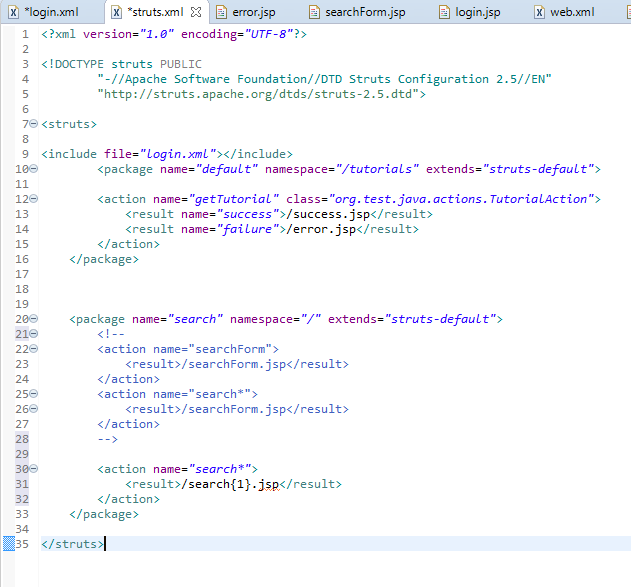 *login.xml *struts.xml error.jsp searchForm.jsp login.jsp web.xml
1 <?xml version="1.0" encoding="UTF-8"?>
2
3 <!DOCTYPE struts PUBLIC
4 "-//Apache Software Foundation//DTD Struts Configuration 2.5//EN"
5 "http://struts.apache.org/dtds/struts-2.5.dtd">
6
7 <struts>
8
9 <include file="login.xml"></include>
10 <package name="default" namespace="/tutorials" extends="struts-default">
11
12 <action name="getTutorial" class="org.test.java.actions.TutorialAction">
13 <result name="success">/success.jsp</result>
14 <result name="failure">/error.jsp</result>
15 </action>
16 </package>
17
18
19
20 <package name="search" namespace="/" extends="struts-default">
21 <!--
22 <action name="searchForm">
23 <result>/searchForm.jsp</result>
24 </action>
25 <action name="search*">
26 <result>/searchForm.jsp</result>
27 </action>
28 -->
29
30 <action name="search*">
31 <result>/search{1}.jsp</result>
32 </action>
33 </package>
34
35 </struts>